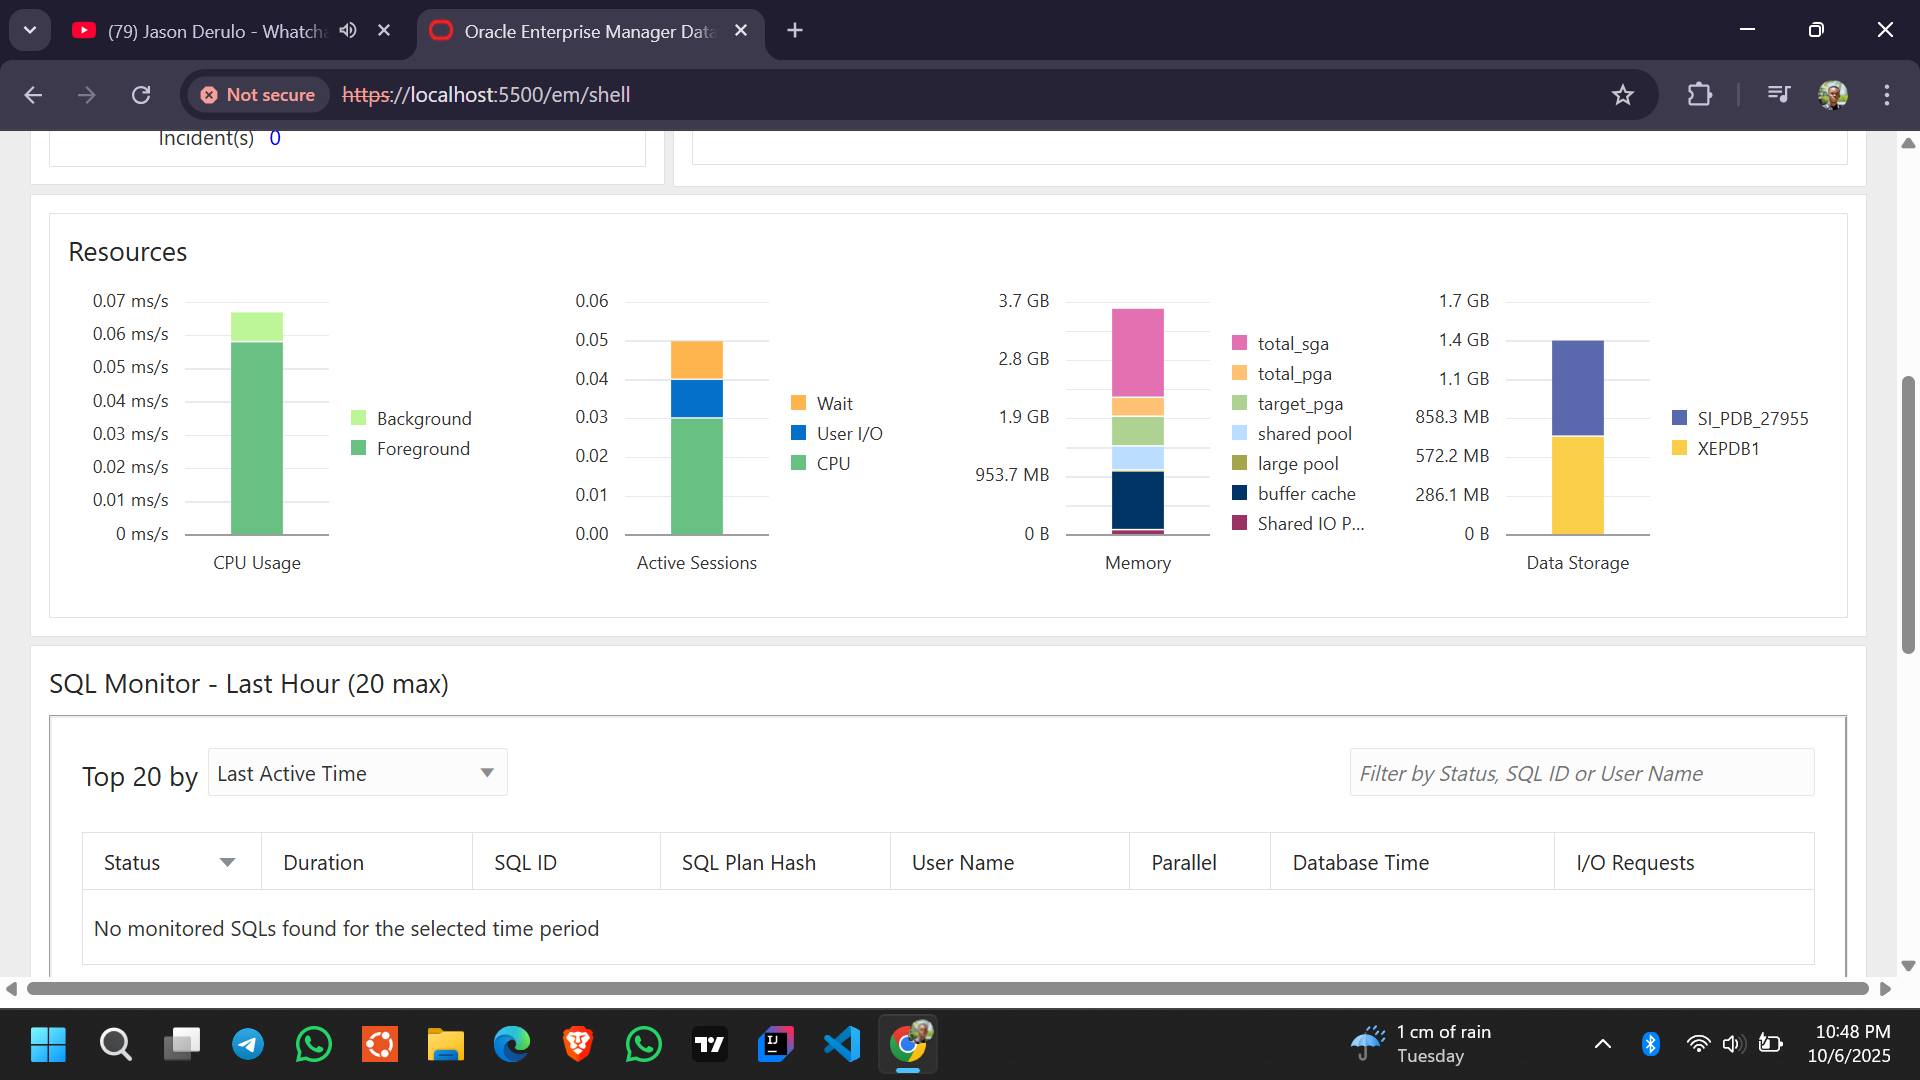 (79) Jason Derulo - Whatcha
Oracle Enterprise Manager Data
Not secure
https://localhost:5500/em/shell
Incident(s) 0
Resources
0.07 ms/s
0.06 ms/s
0.05 ms/s
0.04 ms/s
0.03 ms/s
0.02 ms/s
0.01 ms/s
0 ms/s
CPU Usage
Background
Foreground
0.06
0.05
0.04
0.03
0.02
0.01
0.00
Active Sessions
Wait
User I/O
CPU
3.7 GB
2.8 GB
1.9 GB
953.7 MB
0 B
Memory
total_sga
total_pga
target_pga
shared pool
large pool
buffer cache
Shared IO P...
1.7 GB
1.4 GB
1.1 GB
858.3 MB
572.2 MB
286.1 MB
0 B
Data Storage
SI_PDB_27955
XEPDB1
SQL Monitor - Last Hour (20 max)
Top 20 by Last Active Time
Filter by Status, SQL ID or User Name
Status Duration SQL ID SQL Plan Hash User Name Parallel Database Time I/O Requests
No monitored SQLs found for the selected time period
1 cm of rain
Tuesday
10:48 PM
10/6/2025